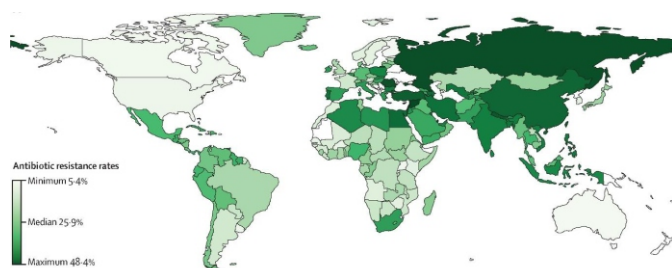 Antibiotic resistance rates
Minimum 5·4%
Median 25·9%
Maximum 48·4%